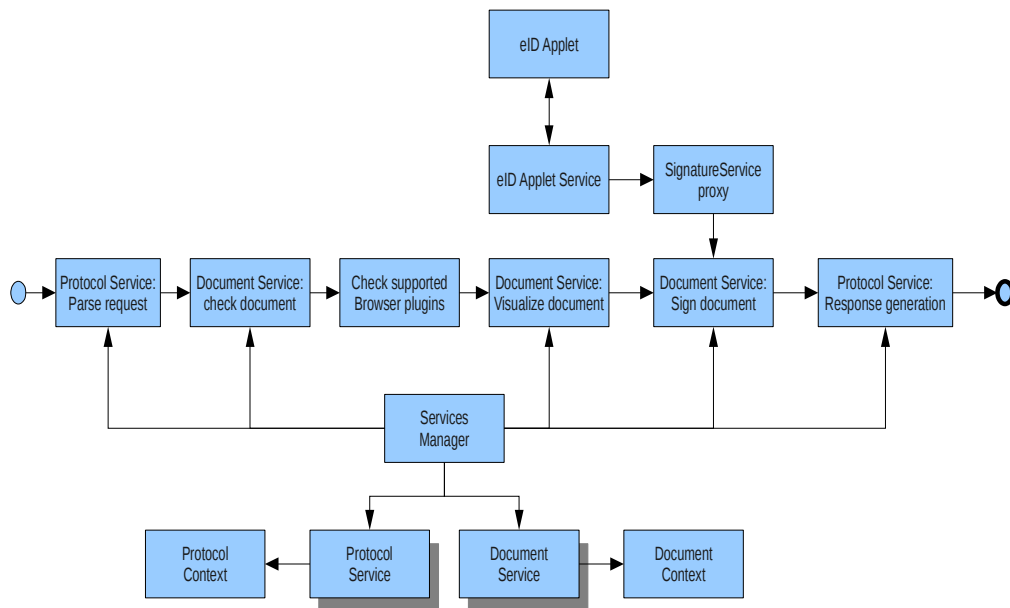 eID Applet
eID Applet Service
SignatureService
proxy
Protocol Service:
Parse request
Document Service:
check document
Check supported
Browser plugins
Document Service:
Visualize document
Document Service:
Sign document
Protocol Service:
Response generation
Services
Manager
Protocol
Context
Protocol
Service
Document
Service
Document
Context